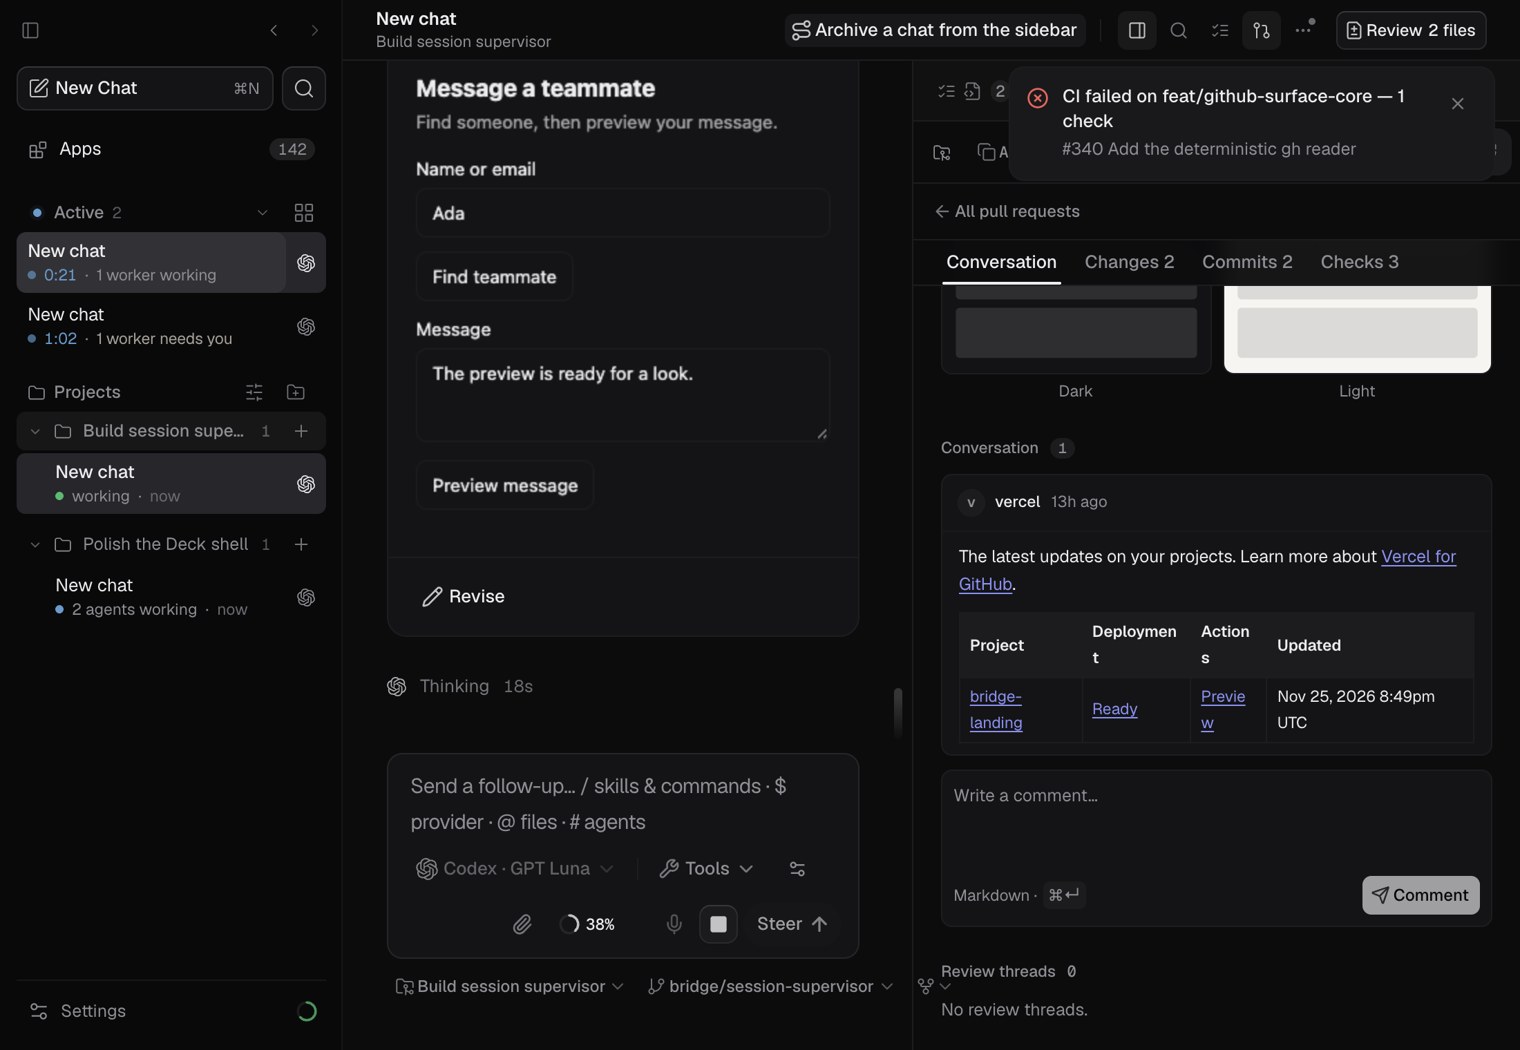 New Chat
⌘N
Apps
142
Active 2
New chat
0:21 · 1 worker working
New chat
1:02 · 1 worker needs you
Projects
Build session supe... 1
New chat
working · now
Polish the Deck shell 1
New chat
2 agents working · now
Settings
New chat
Build session supervisor
Archive a chat from the sidebar
Review 2 files
Message a teammate
Find someone, then preview your message.
Name or email
Ada
Find teammate
Message
The preview is ready for a look.
Preview message
Revise
Thinking 18s
Send a follow-up... / skills & commands · $
provider · @ files · # agents
Codex · GPT Luna
Tools
38%
Steer
Build session supervisor
bridge/session-supervisor
2
CI failed on feat/github-surface-core — 1
check
#340 Add the deterministic gh reader
A
All pull requests
Conversation
Changes 2
Commits 2
Checks 3
Dark
Light
Conversation 1
v
vercel 13h ago
The latest updates on your projects. Learn more about Vercel for
GitHub.
Project
Deploymen
t
Action
s
Updated
bridge-
landing
Ready
Previe
w
Nov 25, 2026 8:49pm
UTC
Write a comment...
Markdown · ⌘↵
Comment
Review threads 0
No review threads.